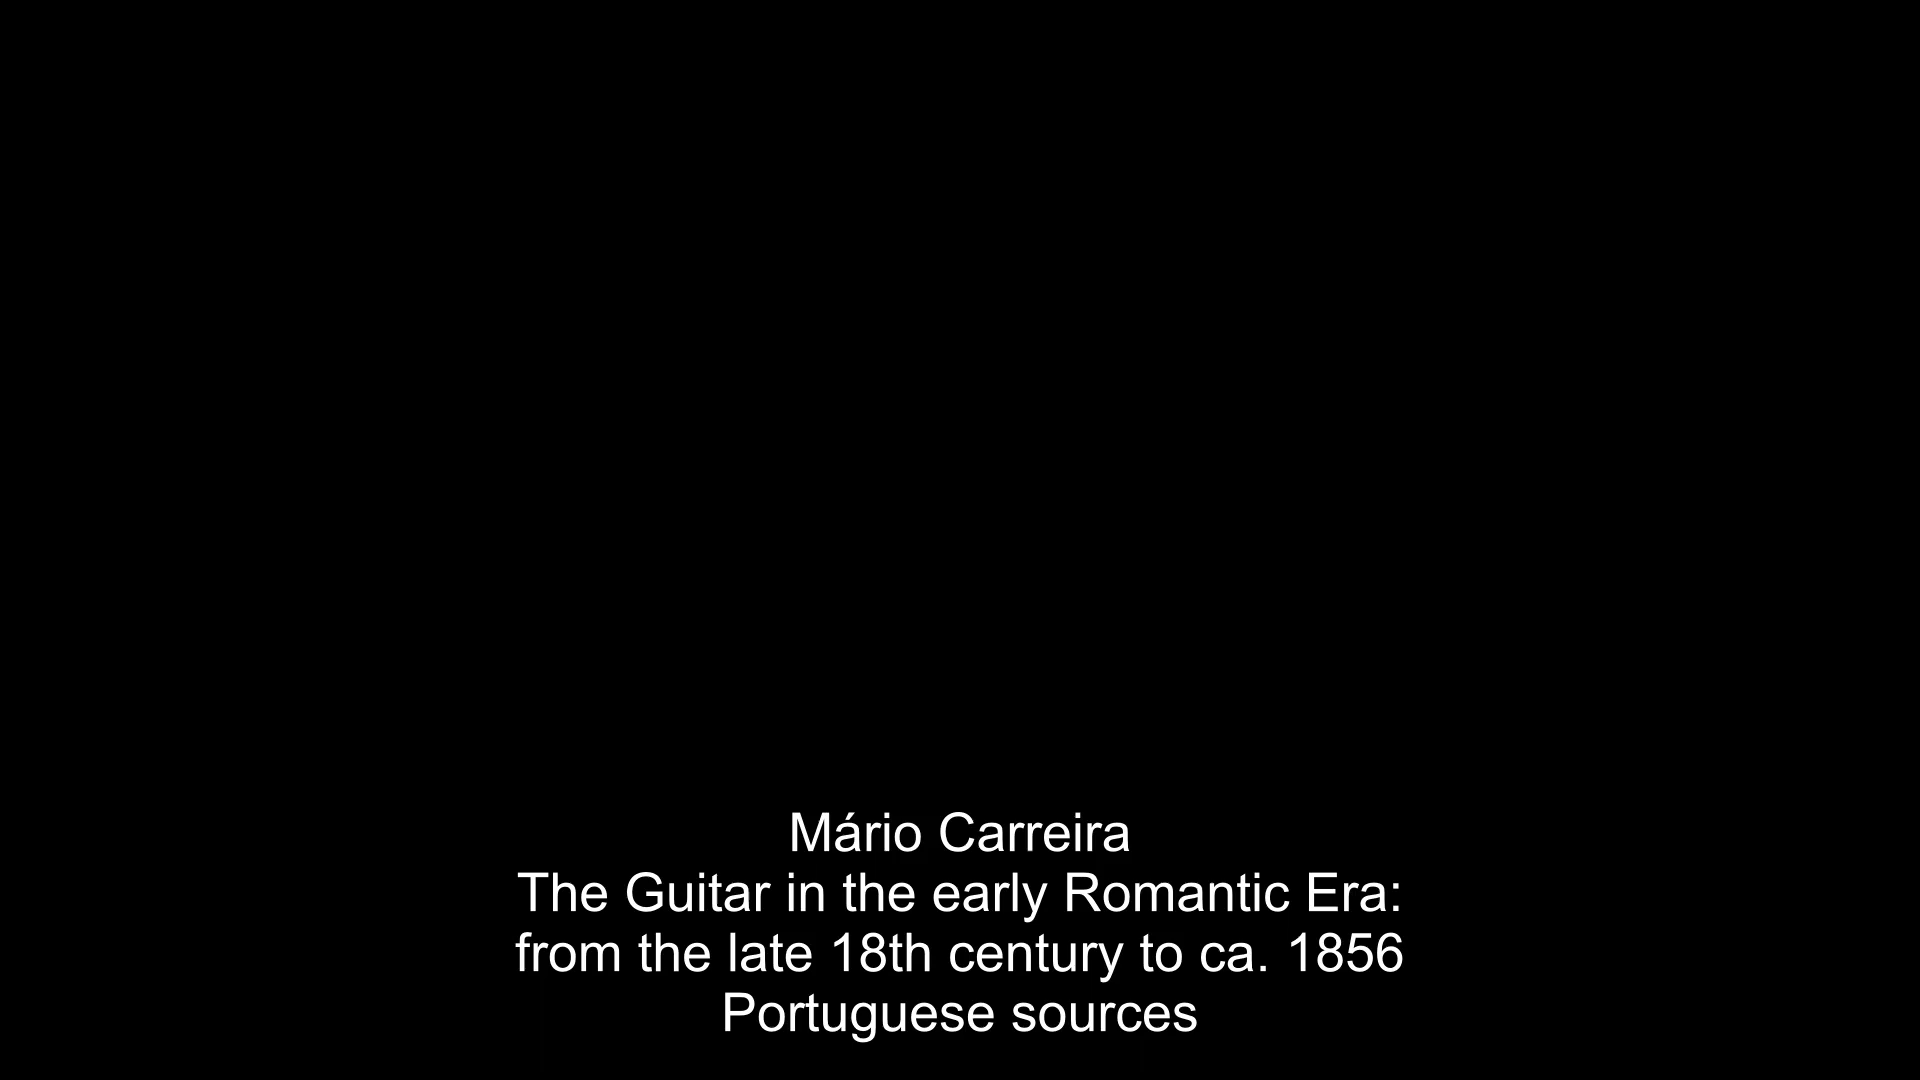 Mário Carreira
The Guitar in the early Romantic Era:
from the late 18th century to ca. 1856
Portuguese sources